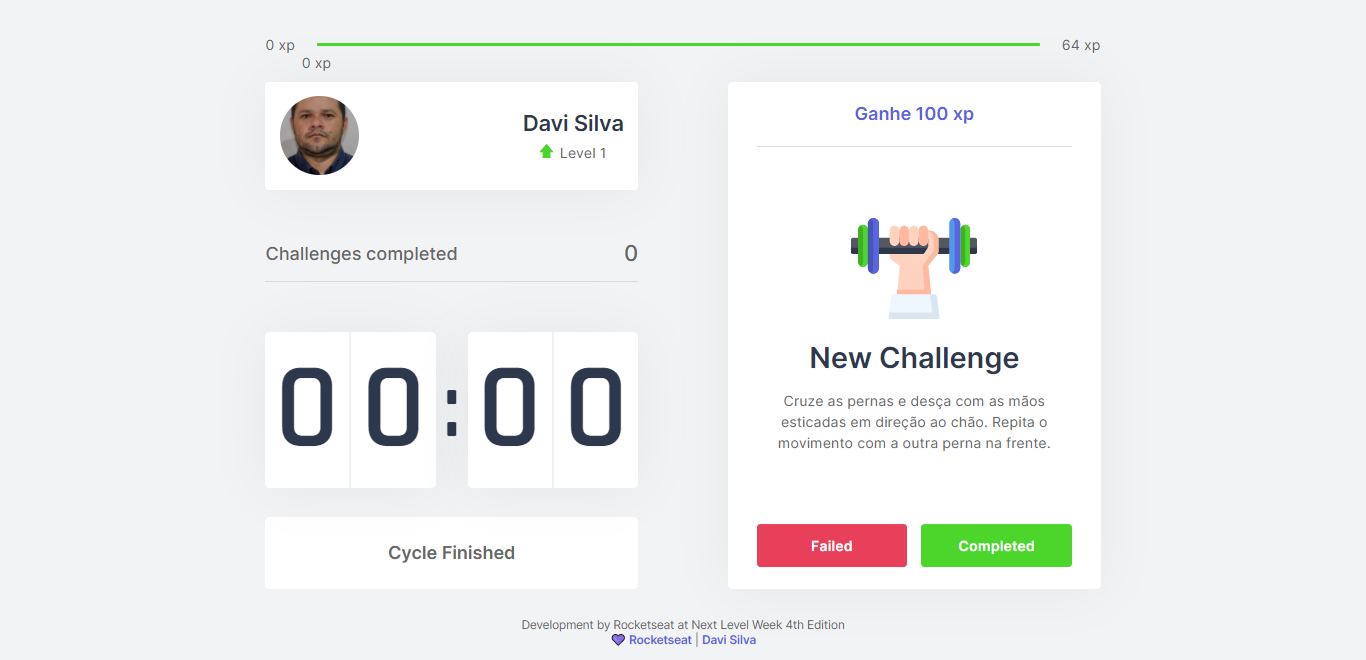 0 xp
64 xp
0 xp
Davi Silva
Level 1
Challenges completed
0
00:00
Cycle Finished
Ganhe 100 xp
New Challenge
Cruze as pernas e desça com as mãos
esticadas em direção ao chão. Repita o
movimento com a outra perna na frente.
Failed
Completed
Development by Rocketseat at Next Level Week 4th Edition
Rocketseat | Davi Silva